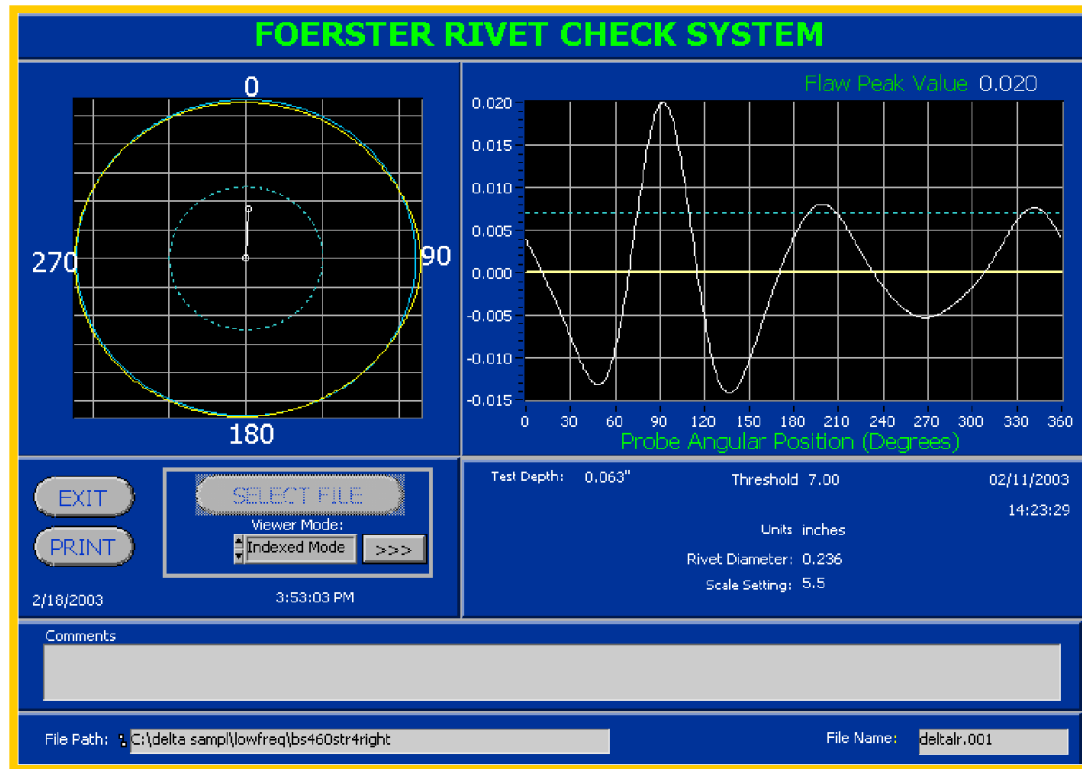 FOERSTER RIVET CHECK SYSTEM
0
270
90
180
Flaw Peak Value 0.020
0.020
0.015
0.010
0.005
0.000
-0.005
-0.010
-0.015
0 30 60 90 120 150 180 210 240 270 300 330 360
Probe Angular Position (Degrees)
EXIT
PRINT
SELECT FILE
Viewer Mode:
Indexed Mode >>>
2/18/2003 3:53:03 PM
Test Depth: 0.063" Threshold 7.00 02/11/2003
14:23:29
Units inches
Rivet Diameter: 0.236
Scale Setting: 5.5
Comments
File Path: C:\delta sampl\lowfreq\bs460str4right File Name: deltalr.001